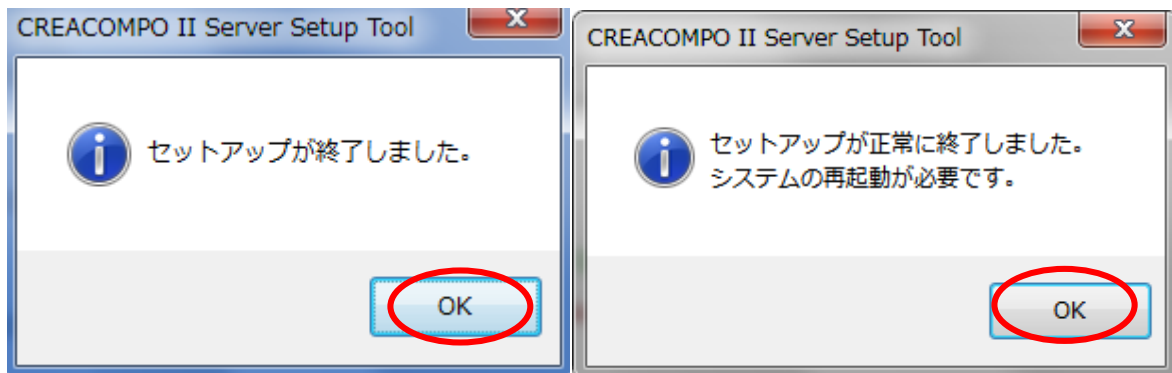 CREACOMPO II Server Setup Tool
セットアップが終了しました。
OK
CREACOMPO II Server Setup Tool
セットアップが正常に終了しました。
システムの再起動が必要です。
OK